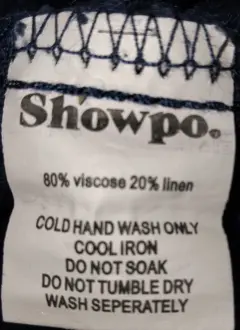 Showpo.
80% viscose 20% linen
COLD HAND WASH ONLY
COOL IRON
DO NOT SOAK
DO NOT TUMBLE DRY
WASH SEPERATELY